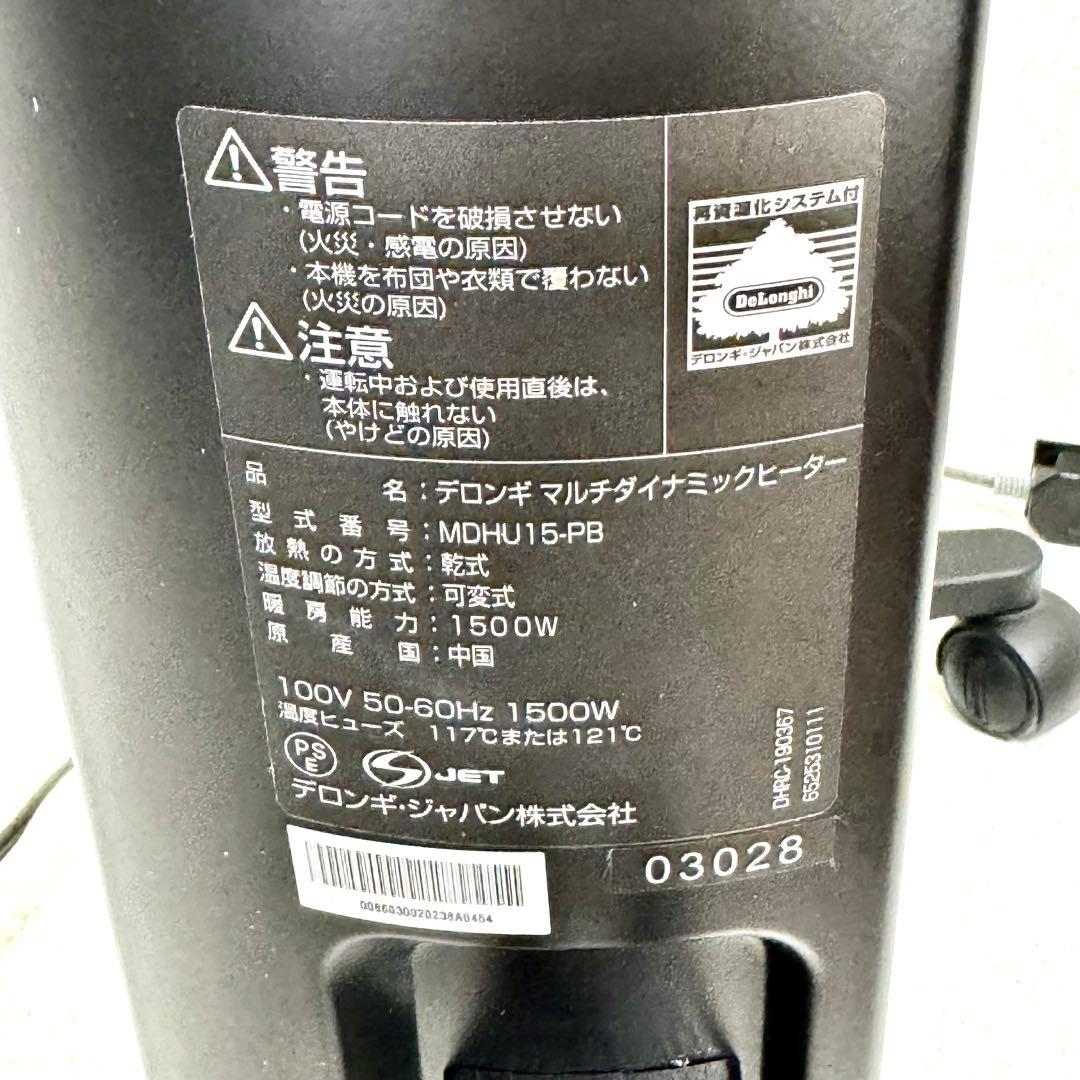 警告
・電源コードを破損させない
(火災・感電の原因)
・本機を布団や衣類で覆わない
(火災の原因)
注意
・運転中および使用直後は、
本体に触れない
(やけどの原因)
再資源化システム付
DeLonghi
デロンギ・ジャパン株式会社
品名：デロンギ マルチダイナミックヒーター
型式番号：MDHU15-PB
放熱の方式：乾式
温度調節の方式：可変式
暖房能力：1500W
原産国：中国
100V 50-60Hz 1500W
温度ヒューズ 117℃または121℃
PSE
JET
デロンギ・ジャパン株式会社
DHRC-190367
6525310111
03028